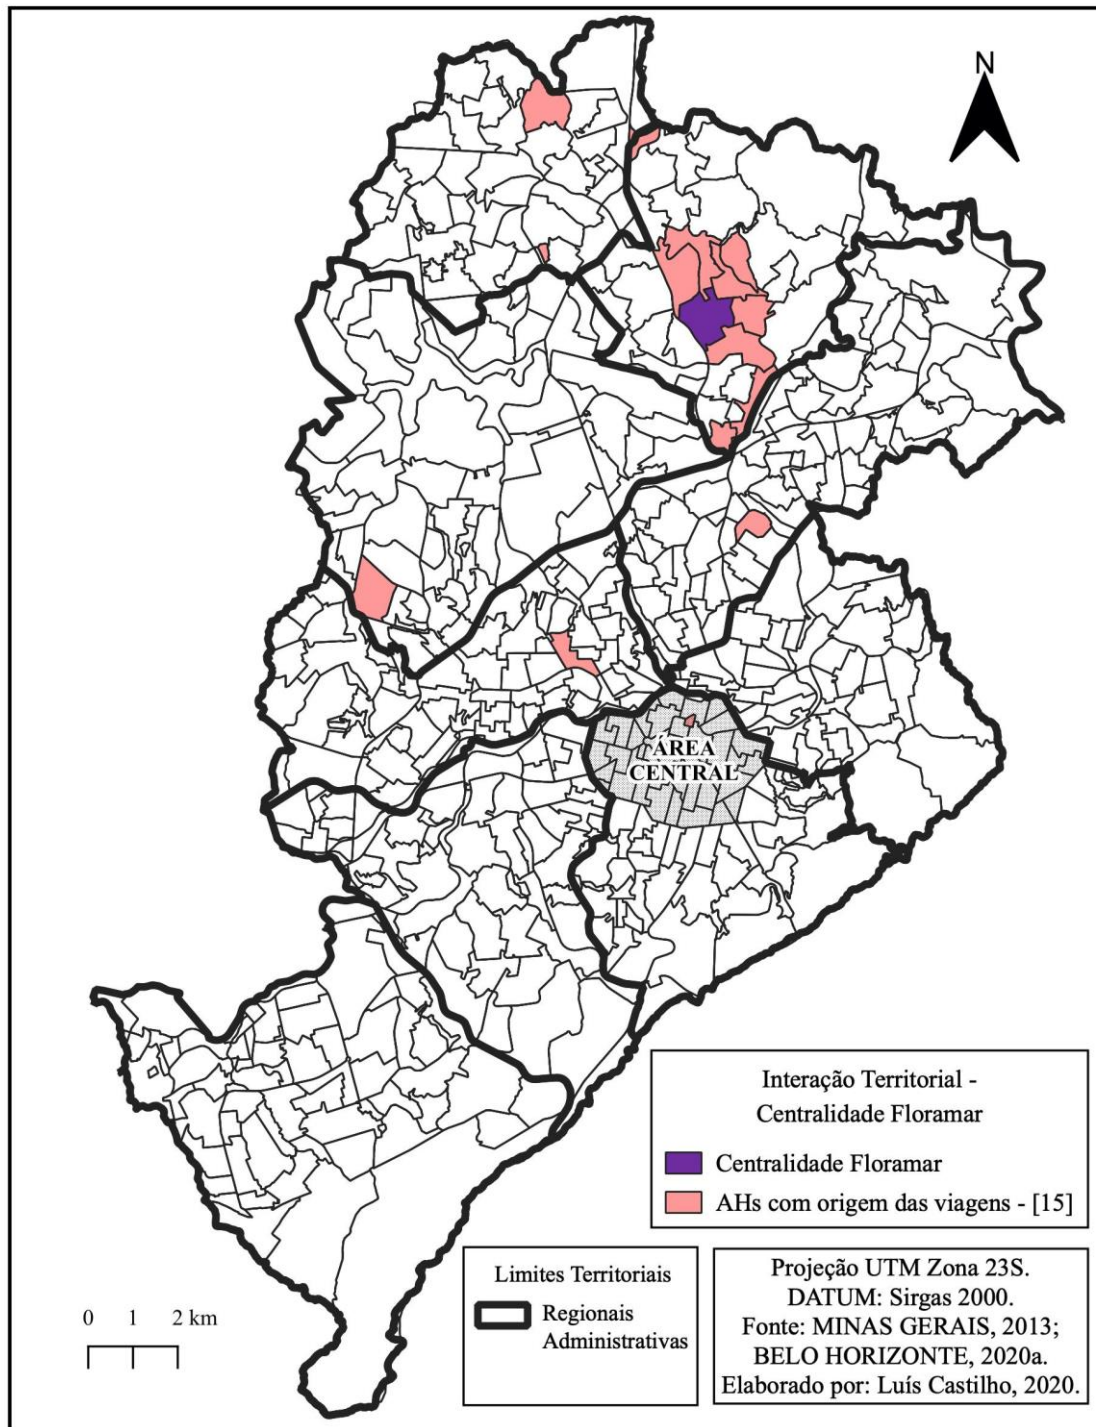 N
ÁREA
CENTRAL
Interação Territorial -
Centralidade Floramar
Centralidade Floramar
AHs com origem das viagens - [15]
Limites Territoriais
Regionais
Administrativas
Projeção UTM Zona 23S.
DATUM: Sirgas 2000.
Fonte: MINAS GERAIS, 2013;
BELO HORIZONTE, 2020a.
Elaborado por: Luís Castilho, 2020.
0 1 2 km